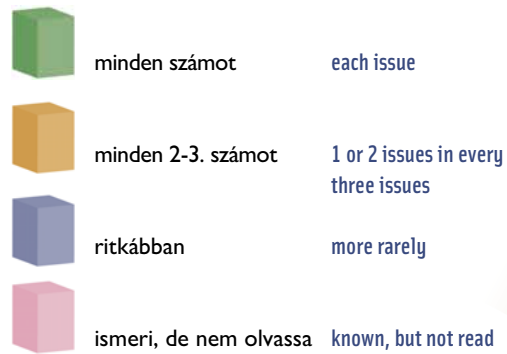 minden számot each issue
minden 2-3. számot 1 or 2 issues in every
three issues
ritkábban more rarely
ismeri, de nem olvassa known, but not read